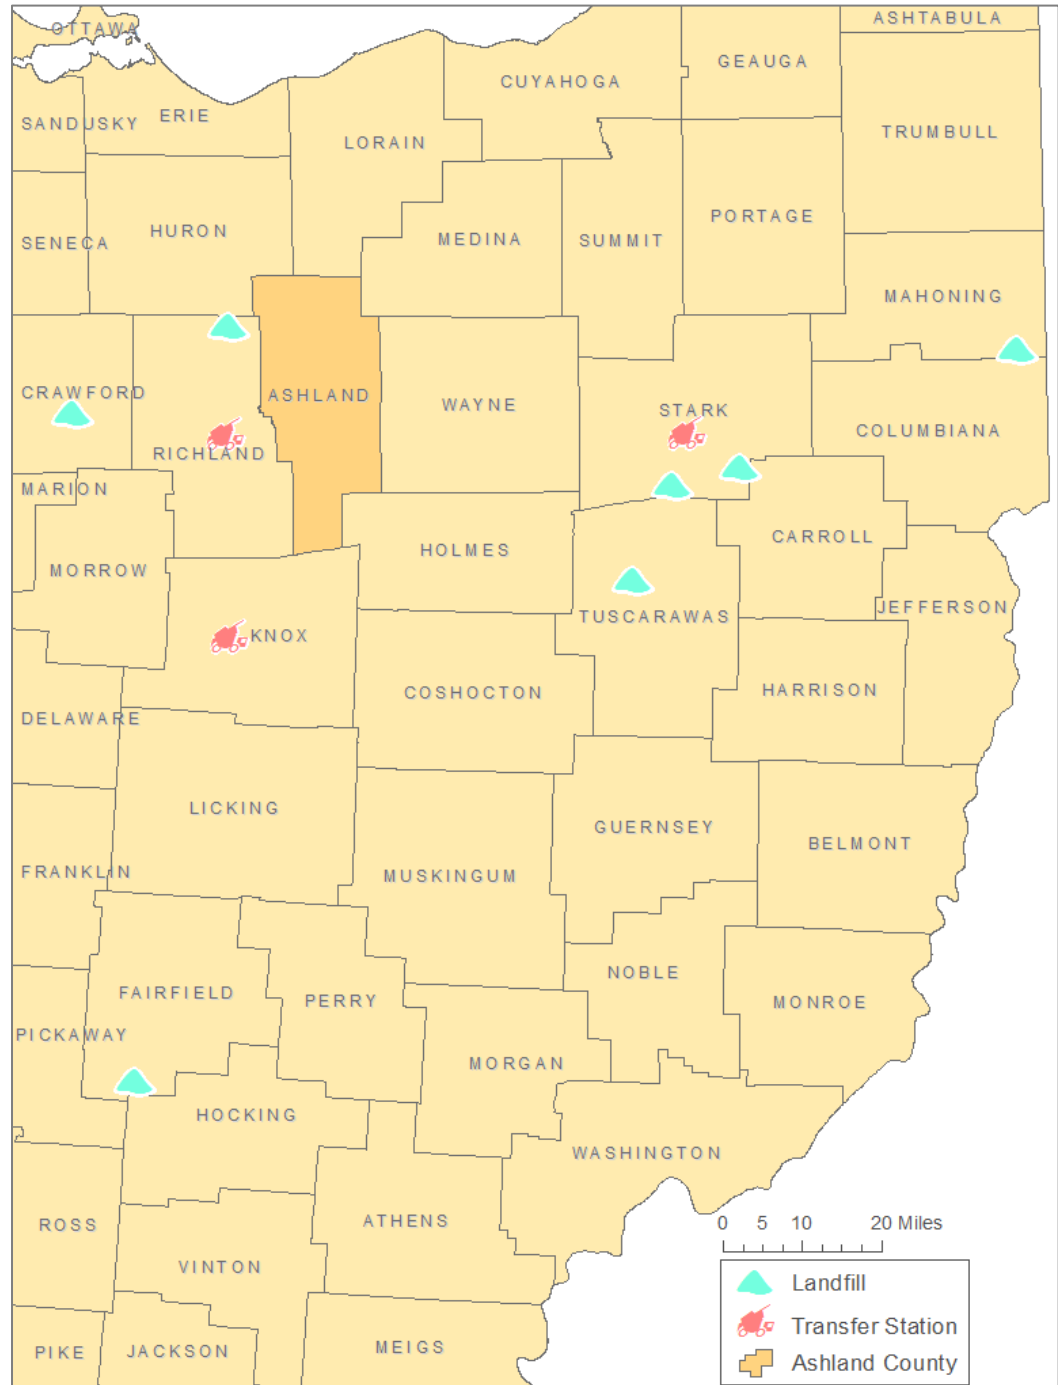 OTTAWA
ASHTABULA
GEAUGA
CUYAHOGA
SANDUSKY
ERIE
LORAIN
TRUMBULL
PORTAGE
HURON
MEDINA
SUMMIT
SENECA
MAHONING
CRAWFORD
ASHLAND
WAYNE
STARK
COLUMBIANA
RICHLAND
MARION
CARROLL
HOLMES
MORROW
JEFFERSON
TUSCARAWAS
KNOX
COSHOCTON
HARRISON
DELAWARE
LICKING
GUERNSEY
BELMONT
FRANKLIN
MUSKINGUM
NOBLE
FAIRFIELD
PERRY
MONROE
PICKAWAY
MORGAN
HOCKING
WASHINGTON
ROSS
ATHENS
VINTON
MEIGS
PIKE
JACKSON
0 5 10 20 Miles
Landfill
Transfer Station
Ashland County